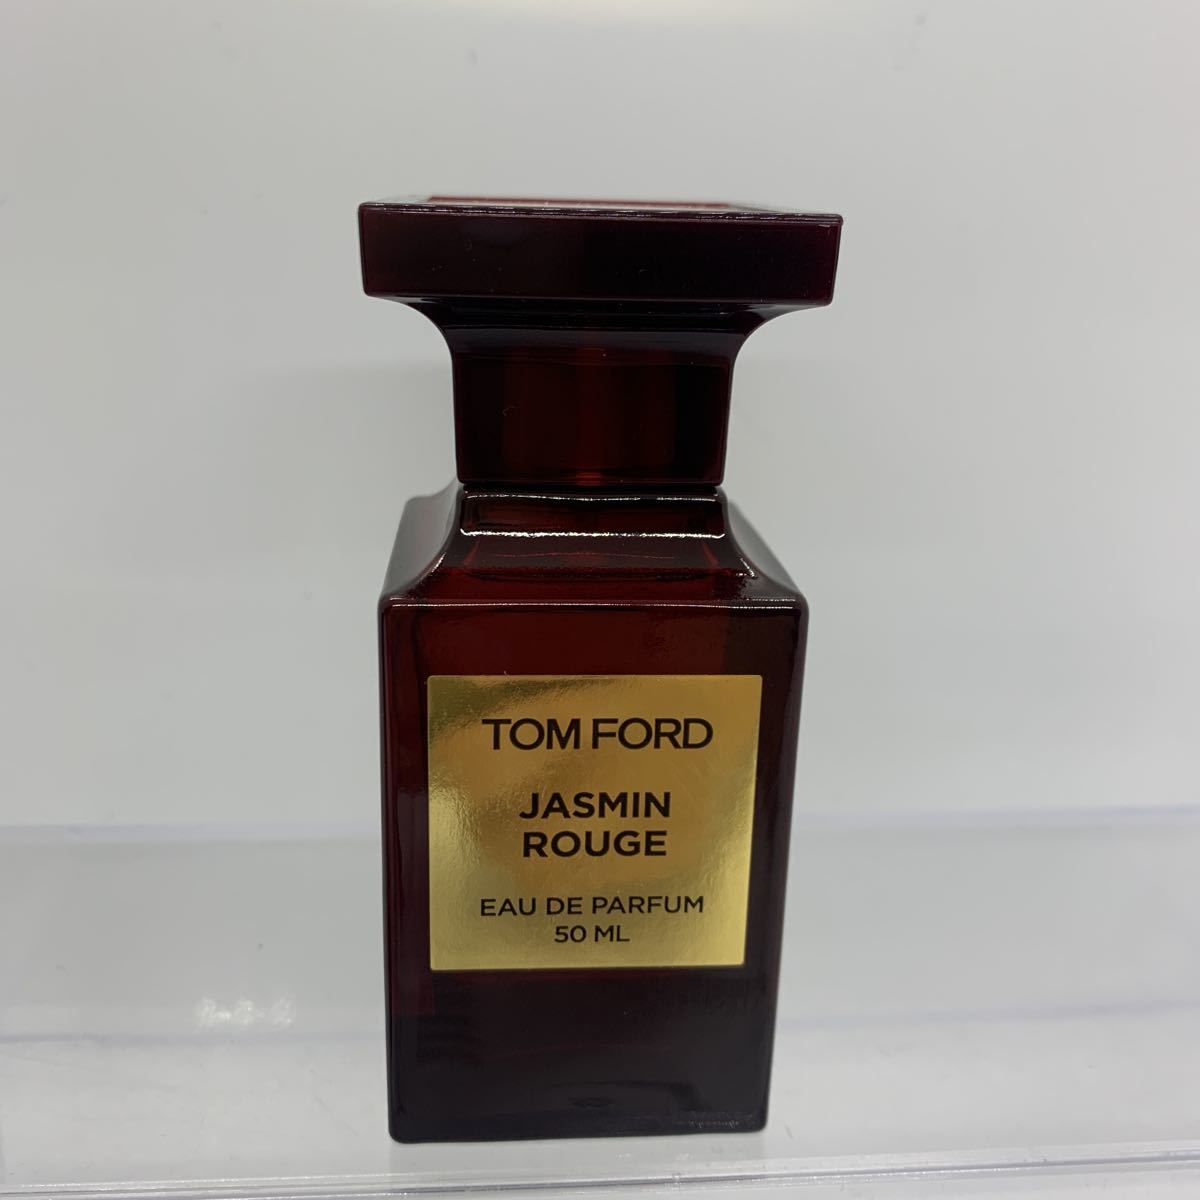 TOM FORD
JASMIN
ROUGE
EAU DE PARFUM
50 ML